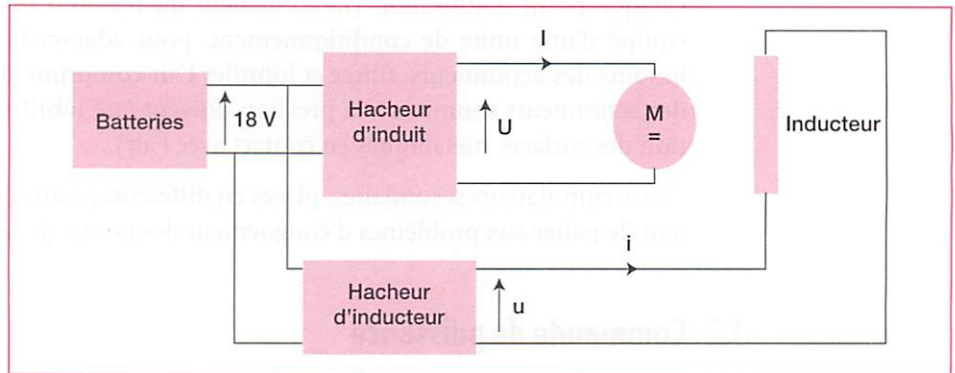 Batteries
18 V
Hacheur
d'induit
I
U
M
=
Inducteur
Hacheur
d'inducteur
i
u